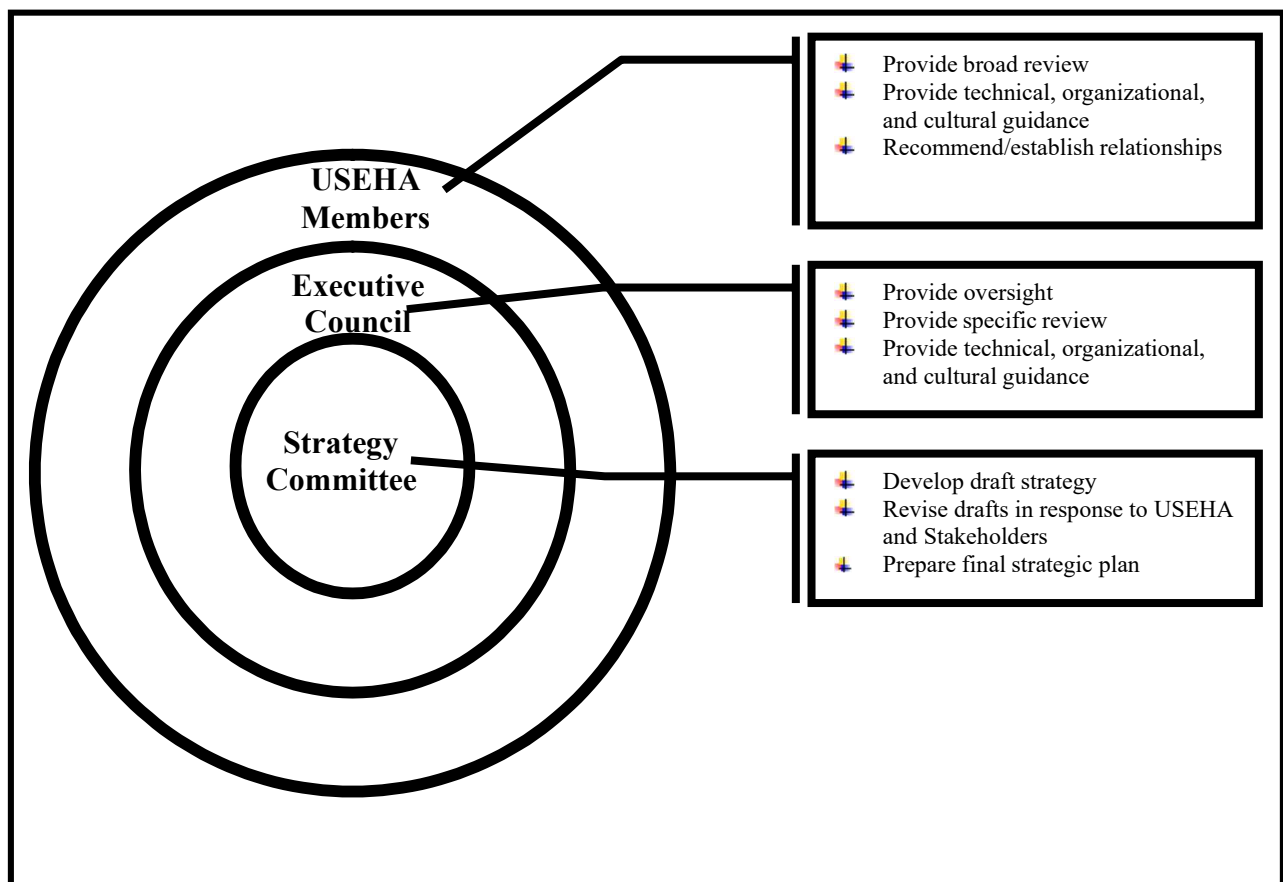 USEHA
Members
Executive
Council
Strategy
Committee
Provide broad review
Provide technical, organizational,
and cultural guidance
Recommend/establish relationships
Provide oversight
Provide specific review
Provide technical, organizational,
and cultural guidance
Develop draft strategy
Revise drafts in response to USEHA
and Stakeholders
Prepare final strategic plan